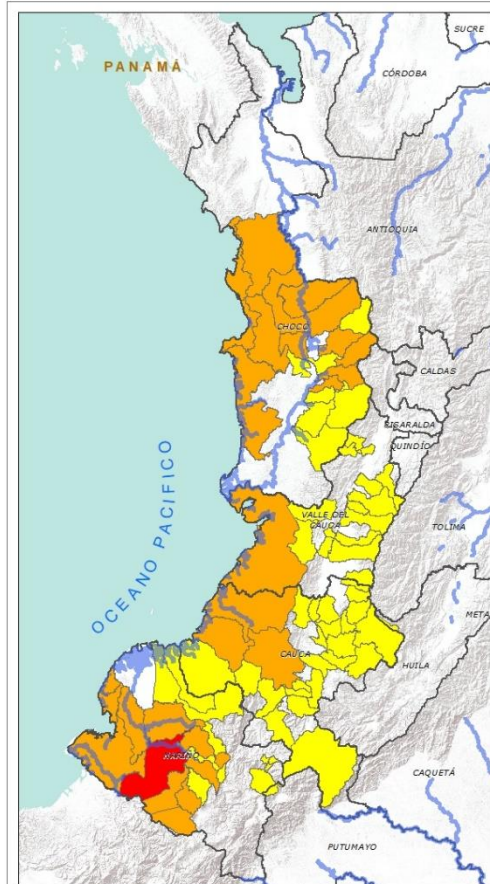 SUCRE
PANAMÁ
CÓRDOBA
ANTIOQUIA
CHOCÓ
CALDAS
RISARALDA
QUINDÍO
OCEANO PACIFICO
VALLE DEL
CAUCA
TOLIMA
META
CAUCA
HUILA
NARIÑO
CAQUETÁ
PUTUMAYO